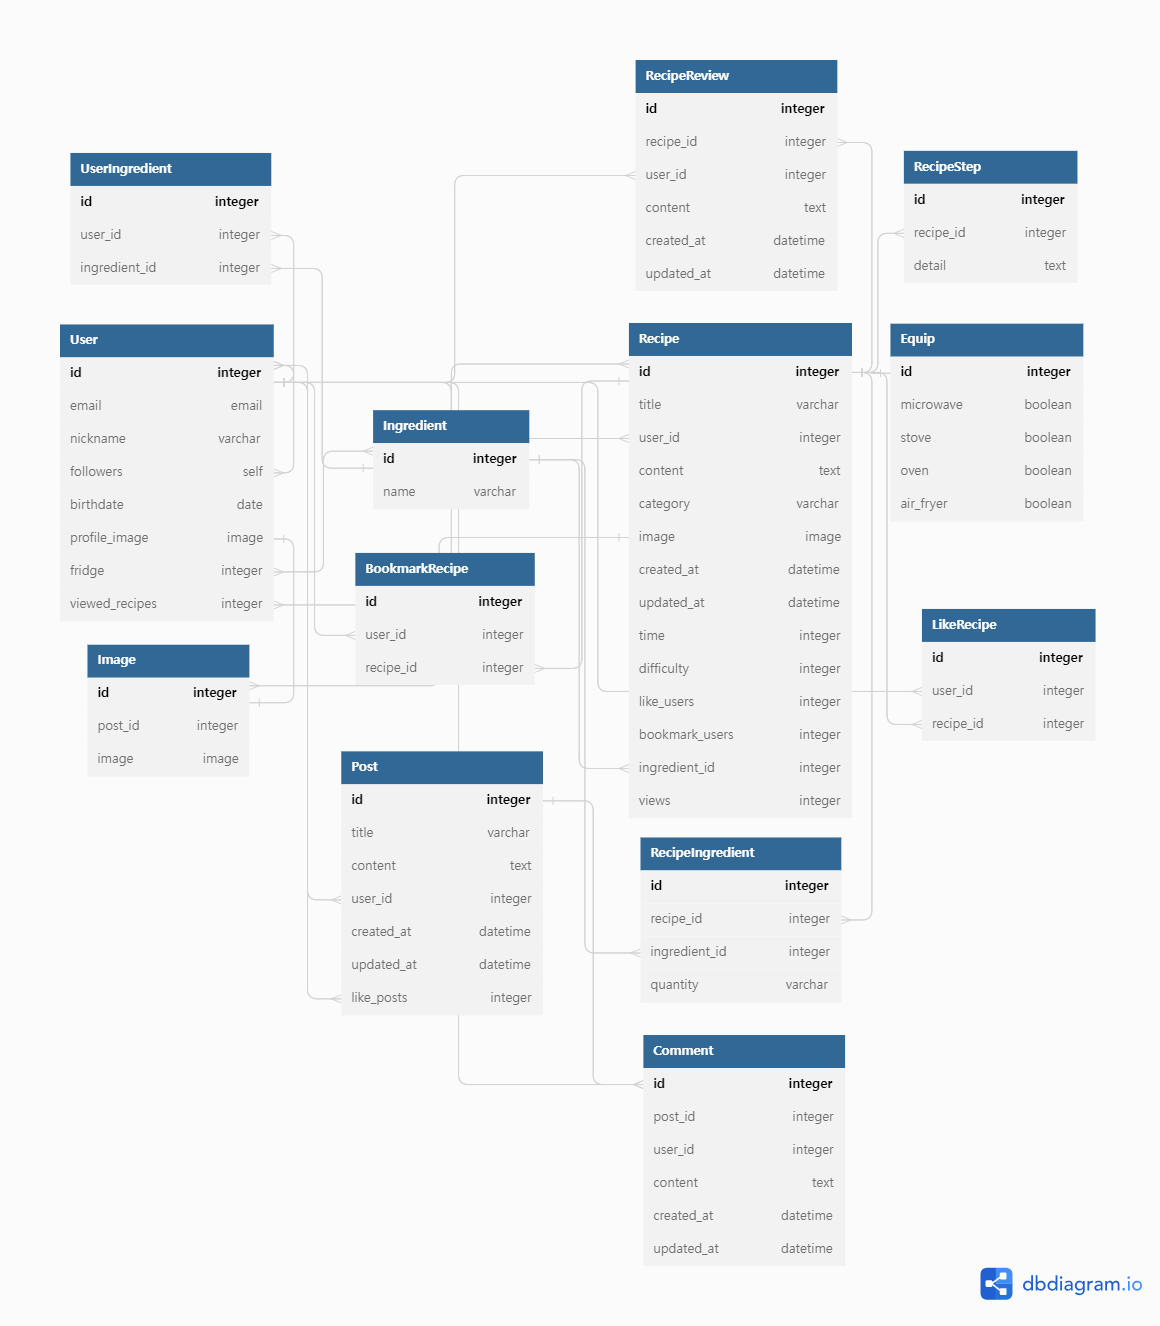 RecipeReview
id integer
recipe_id integer
user_id integer
content text
created_at datetime
updated_at datetime
UserIngredient
id integer
user_id integer
ingredient_id integer
RecipeStep
id integer
recipe_id integer
detail text
User
id integer
email email
nickname varchar
followers self
birthdate date
profile_image image
fridge integer
viewed_recipes integer
Recipe
id integer
title varchar
user_id integer
content text
category varchar
image image
created_at datetime
updated_at datetime
time integer
difficulty integer
like_users integer
bookmark_users integer
ingredient_id integer
views integer
Equip
id integer
microwave boolean
stove boolean
oven boolean
air_fryer boolean
Ingredient
id integer
name varchar
BookmarkRecipe
id integer
user_id integer
recipe_id integer
LikeRecipe
id integer
user_id integer
recipe_id integer
Image
id integer
post_id integer
image image
Post
id integer
title varchar
content text
user_id integer
created_at datetime
updated_at datetime
like_posts integer
RecipeIngredient
id integer
recipe_id integer
ingredient_id integer
quantity varchar
Comment
id integer
post_id integer
user_id integer
content text
created_at datetime
updated_at datetime
dbdiagram.io